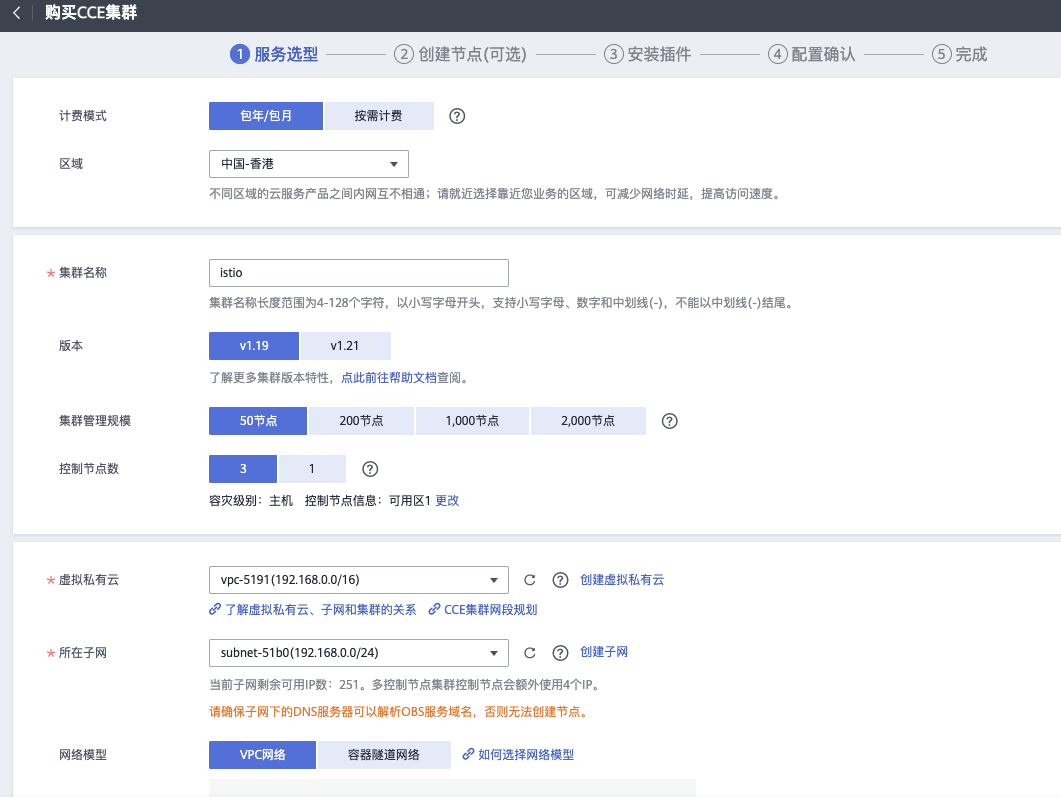 购买CCE集群
1 服务选型 2 创建节点(可选) 3 安装插件 4 配置确认 5 完成
计费模式 包年/包月 按需计费 ?
区域 中国-香港
不同区域的云服务产品之间内网互不相通；请就近选择靠近您业务的区域，可减少网络时延，提高访问速度。
* 集群名称 istio
集群名称长度范围为4-128个字符，以小写字母开头，支持小写字母、数字和中划线(-)，不能以中划线(-)结尾。
版本 v1.19 v1.21
了解更多集群版本特性，点此前往帮助文档查阅。
集群管理规模 50节点 200节点 1,000节点 2,000节点 ?
控制节点数 3 1 ?
容灾级别：主机 控制节点信息：可用区1 更改
* 虚拟私有云 vpc-5191(192.168.0.0/16) ? 创建虚拟私有云
了解虚拟私有云、子网和集群的关系 CCE集群网段规划
* 所在子网 subnet-51b0(192.168.0.0/24) ? 创建子网
当前子网剩余可用IP数：251。多控制节点集群控制节点会额外使用4个IP。
请确保子网下的DNS服务器可以解析OBS服务域名，否则无法创建节点。
网络模型 VPC网络 容器隧道网络 如何选择网络模型